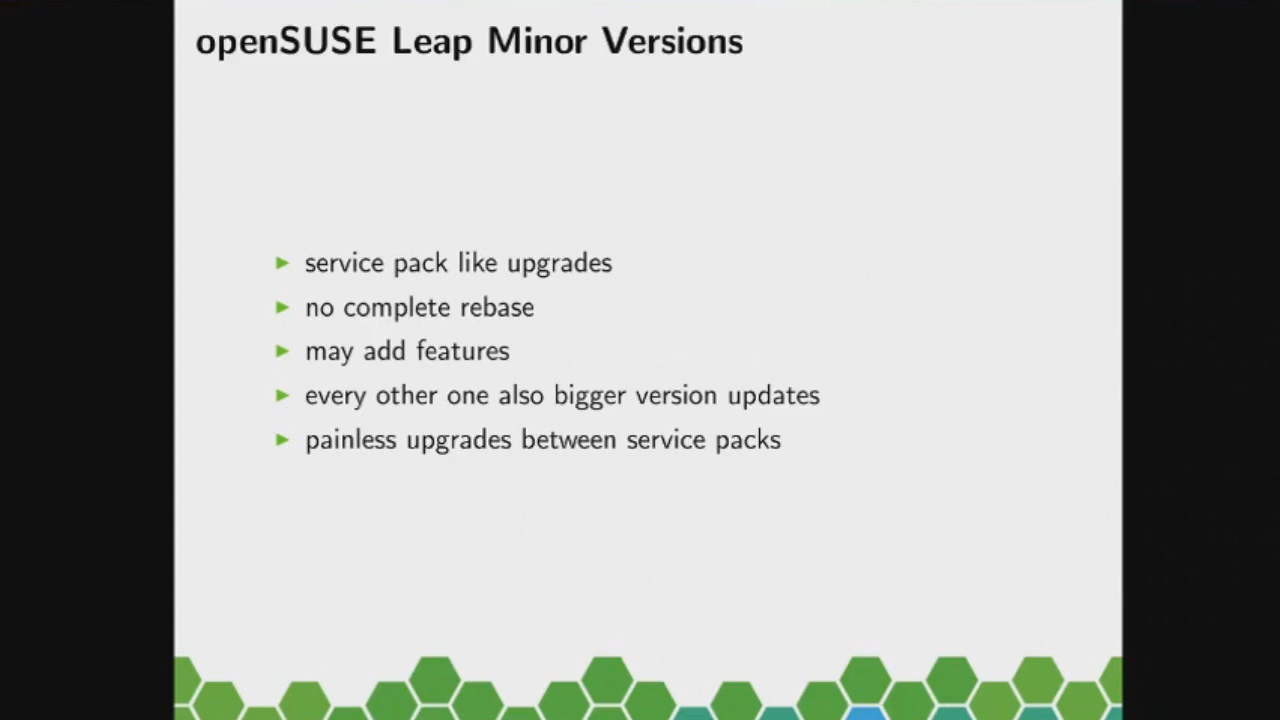 openSUSE Leap Minor Versions
service pack like upgrades
no complete rebase
may add features
every other one also bigger version updates
painless upgrades between service packs